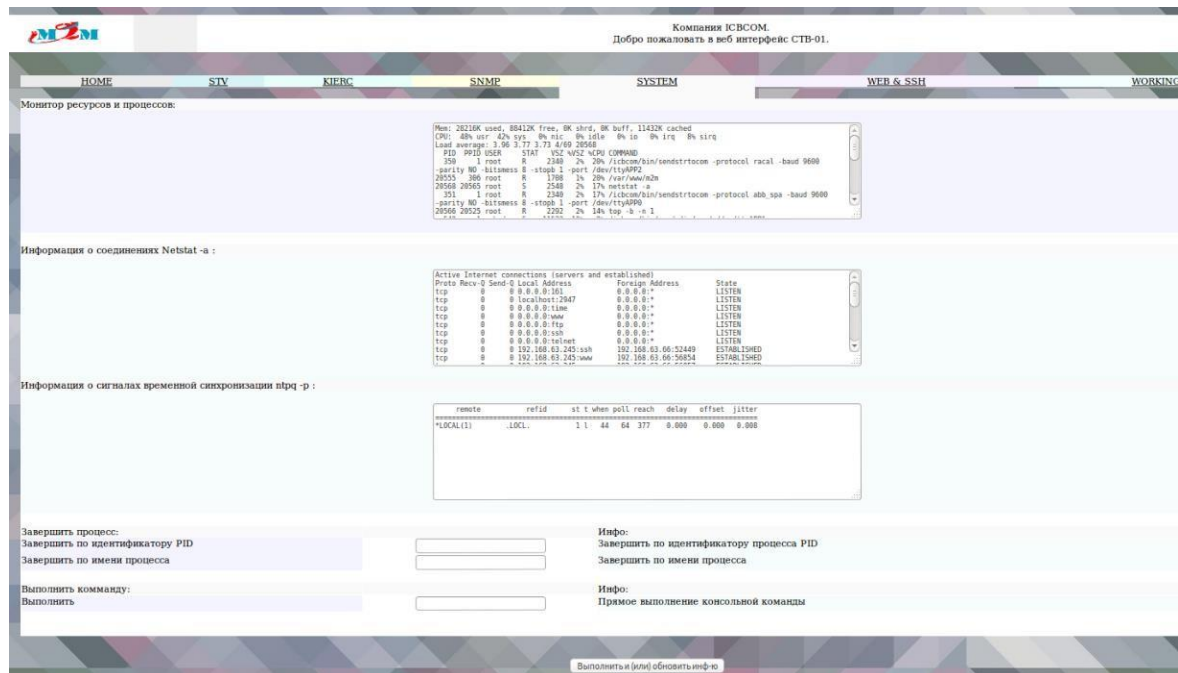 iM2M
Компания ICBCOM.
Добро пожаловать в веб интерфейс СТВ-01.
HOME STV KIERC SNMP SYSTEM WEB & SSH WORKING
Монитор ресурсов и процессов:
Mem: 28216K used, 88412K free, 0K shrd, 0K buff, 11432K cached
CPU: 48% usr 42% sys 0% nic 0% idle 0% io 0% irq 8% sirq
Load average: 3.96 3.77 3.73 4/69 20568
PID PPID USER STAT VSZ %VSZ %CPU COMMAND
350 1 root R 2340 2% 20% /icbcom/bin/sendstrtocom -protocol racal -baud 9600
-parity NO -bitsmess 8 -stopb 1 -port /dev/ttyAPP2
20555 306 root R 1708 1% 20% /var/www/m2m
20568 20565 root S 2548 2% 17% netstat -a
351 1 root R 2340 2% 17% /icbcom/bin/sendstrtocom -protocol abb_spa -baud 9600
-parity NO -bitsmess 8 -stopb 1 -port /dev/ttyAPP0
20566 20525 root R 2292 2% 14% top -b -n 1
Информация о соединениях Netstat -a :
Active Internet connections (servers and established)
Proto Recv-Q Send-Q Local Address Foreign Address State
tcp 0 0 0.0.0.0:161 0.0.0.0:* LISTEN
tcp 0 0 localhost:2947 0.0.0.0:* LISTEN
tcp 0 0 0.0.0.0:time 0.0.0.0:* LISTEN
tcp 0 0 0.0.0.0:www 0.0.0.0:* LISTEN
tcp 0 0 0.0.0.0:ftp 0.0.0.0:* LISTEN
tcp 0 0 0.0.0.0:ssh 0.0.0.0:* LISTEN
tcp 0 0 0.0.0.0:telnet 0.0.0.0:* LISTEN
tcp 0 0 192.168.63.245:ssh 192.168.63.66:52449 ESTABLISHED
tcp 0 0 192.168.63.245:www 192.168.63.66:56854 ESTABLISHED
Информация о сигналах временной синхронизации ntpq -p :
remote refid st t when poll reach delay offset jitter
*LOCAL(1) .LOCL. 1 l 44 64 377 0.000 0.000 0.008
Завершить процесс: Инфо:
Завершить по идентификатору PID Завершить по идентификатору процесса PID
Завершить по имени процесса Завершить по имени процесса
Выполнить комманду: Инфо:
Выполнить Прямое выполнение консольной команды
Выполнить и (или) обновить инф-ю